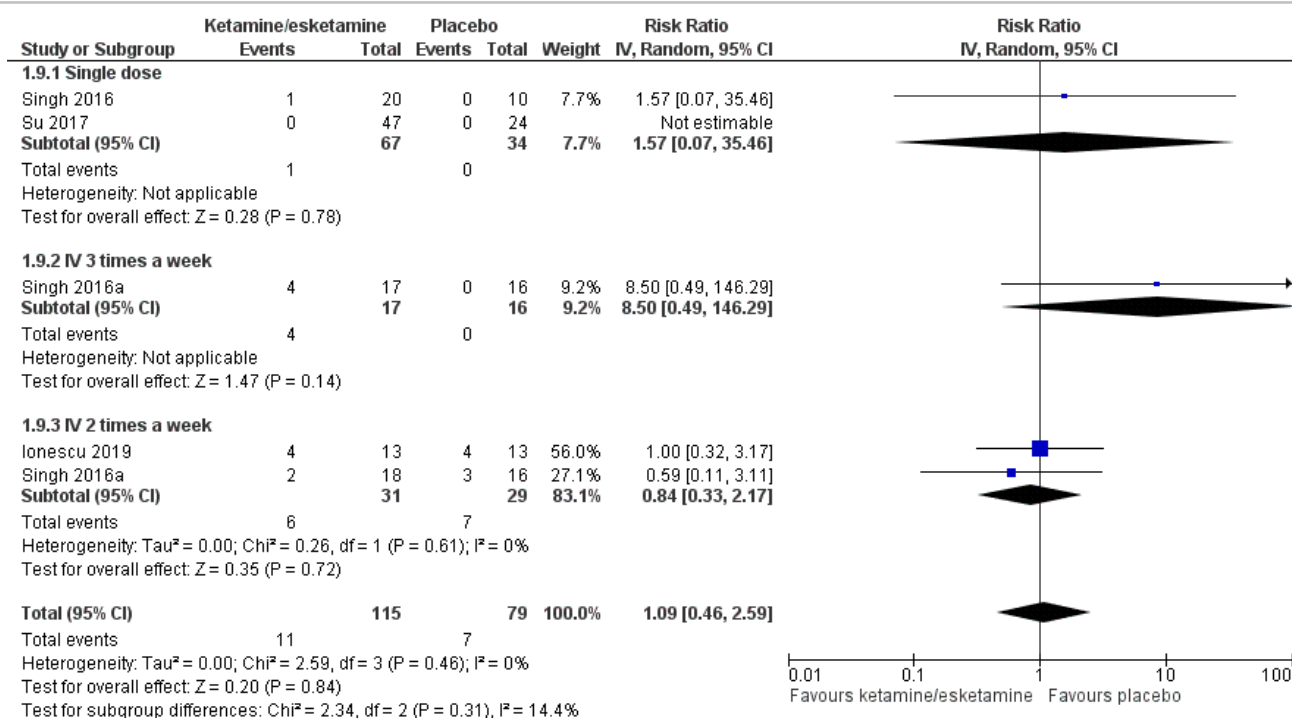 Ketamine/esketamine Placebo Risk Ratio Risk Ratio
Study or Subgroup Events Total Events Total Weight IV, Random, 95% CI IV, Random, 95% CI
1.9.1 Single dose
Singh 2016 1 20 0 10 7.7% 1.57 [0.07, 35.46]
Su 2017 0 47 0 24 Not estimable
Subtotal (95% CI) 67 34 7.7% 1.57 [0.07, 35.46]
Total events 1 0
Heterogeneity: Not applicable
Test for overall effect: Z = 0.28 (P = 0.78)
1.9.2 IV 3 times a week
Singh 2016a 4 17 0 16 9.2% 8.50 [0.49, 146.29]
Subtotal (95% CI) 17 16 9.2% 8.50 [0.49, 146.29]
Total events 4 0
Heterogeneity: Not applicable
Test for overall effect: Z = 1.47 (P = 0.14)
1.9.3 IV 2 times a week
Ionescu 2019 4 13 4 13 56.0% 1.00 [0.32, 3.17]
Singh 2016a 2 18 3 16 27.1% 0.59 [0.11, 3.11]
Subtotal (95% CI) 31 29 83.1% 0.84 [0.33, 2.17]
Total events 6 7
Heterogeneity: Tau² = 0.00; Chi² = 0.26, df = 1 (P = 0.61); I² = 0%
Test for overall effect: Z = 0.35 (P = 0.72)
Total (95% CI) 115 79 100.0% 1.09 [0.46, 2.59]
Total events 11 7
Heterogeneity: Tau² = 0.00; Chi² = 2.59, df = 3 (P = 0.46); I² = 0%
Test for overall effect: Z = 0.20 (P = 0.84)
Test for subgroup differences: Chi² = 2.34, df = 2 (P = 0.31), I² = 14.4%
0.01 0.1 1 10 100
Favours ketamine/esketamine Favours placebo